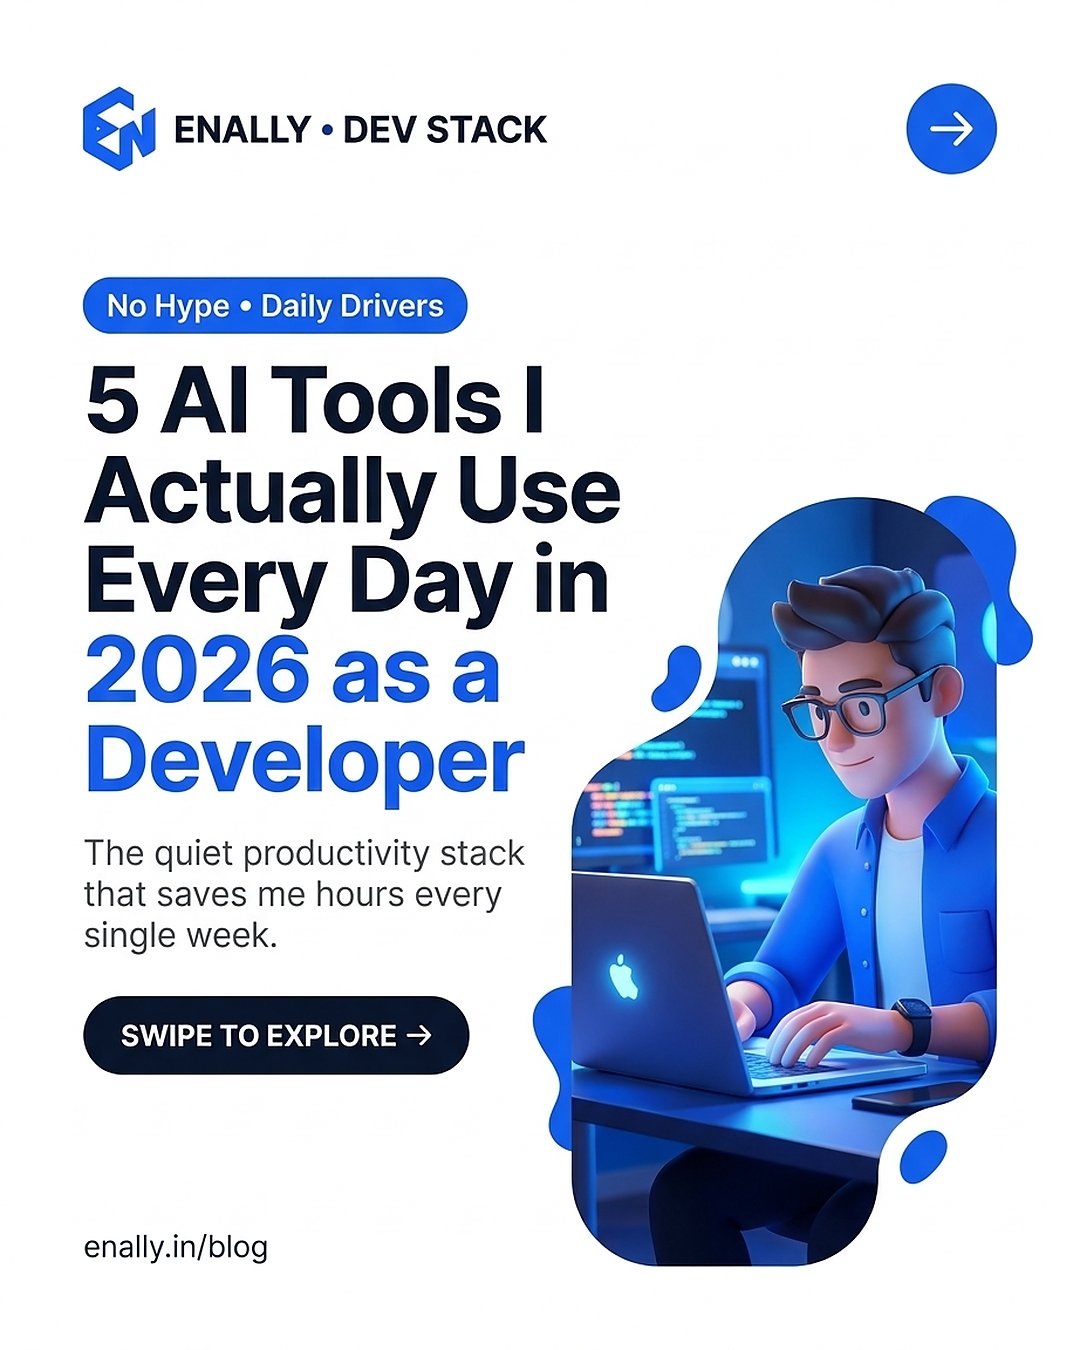 ENALLY • DEV STACK
No Hype • Daily Drivers
5 AI Tools I
Actually Use
Every Day in
2026 as a
Developer
The quiet productivity stack
that saves me hours every
single week.
SWIPE TO EXPLORE →
enally.in/blog